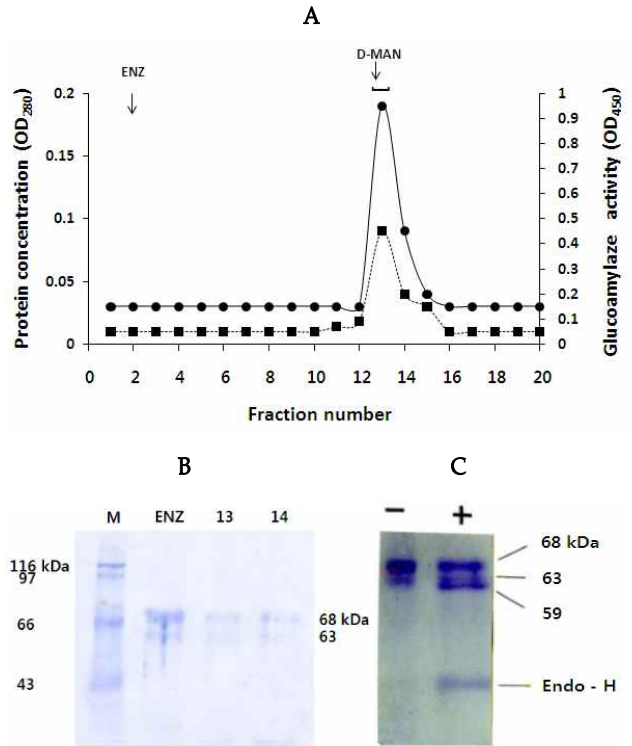 A
ENZ
D-MAN
Protein concentration (OD280)
Glucoamylaze activity (OD450)
0.2
0.15
0.1
0.05
0
1
0.9
0.8
0.7
0.6
0.5
0.4
0.3
0.2
0.1
0
0 2 4 6 8 10 12 14 16 18 20
Fraction number
B
M ENZ 13 14
116 kDa
97
66
43
68 kDa
63
C
− +
68 kDa
63
59
Endo - H